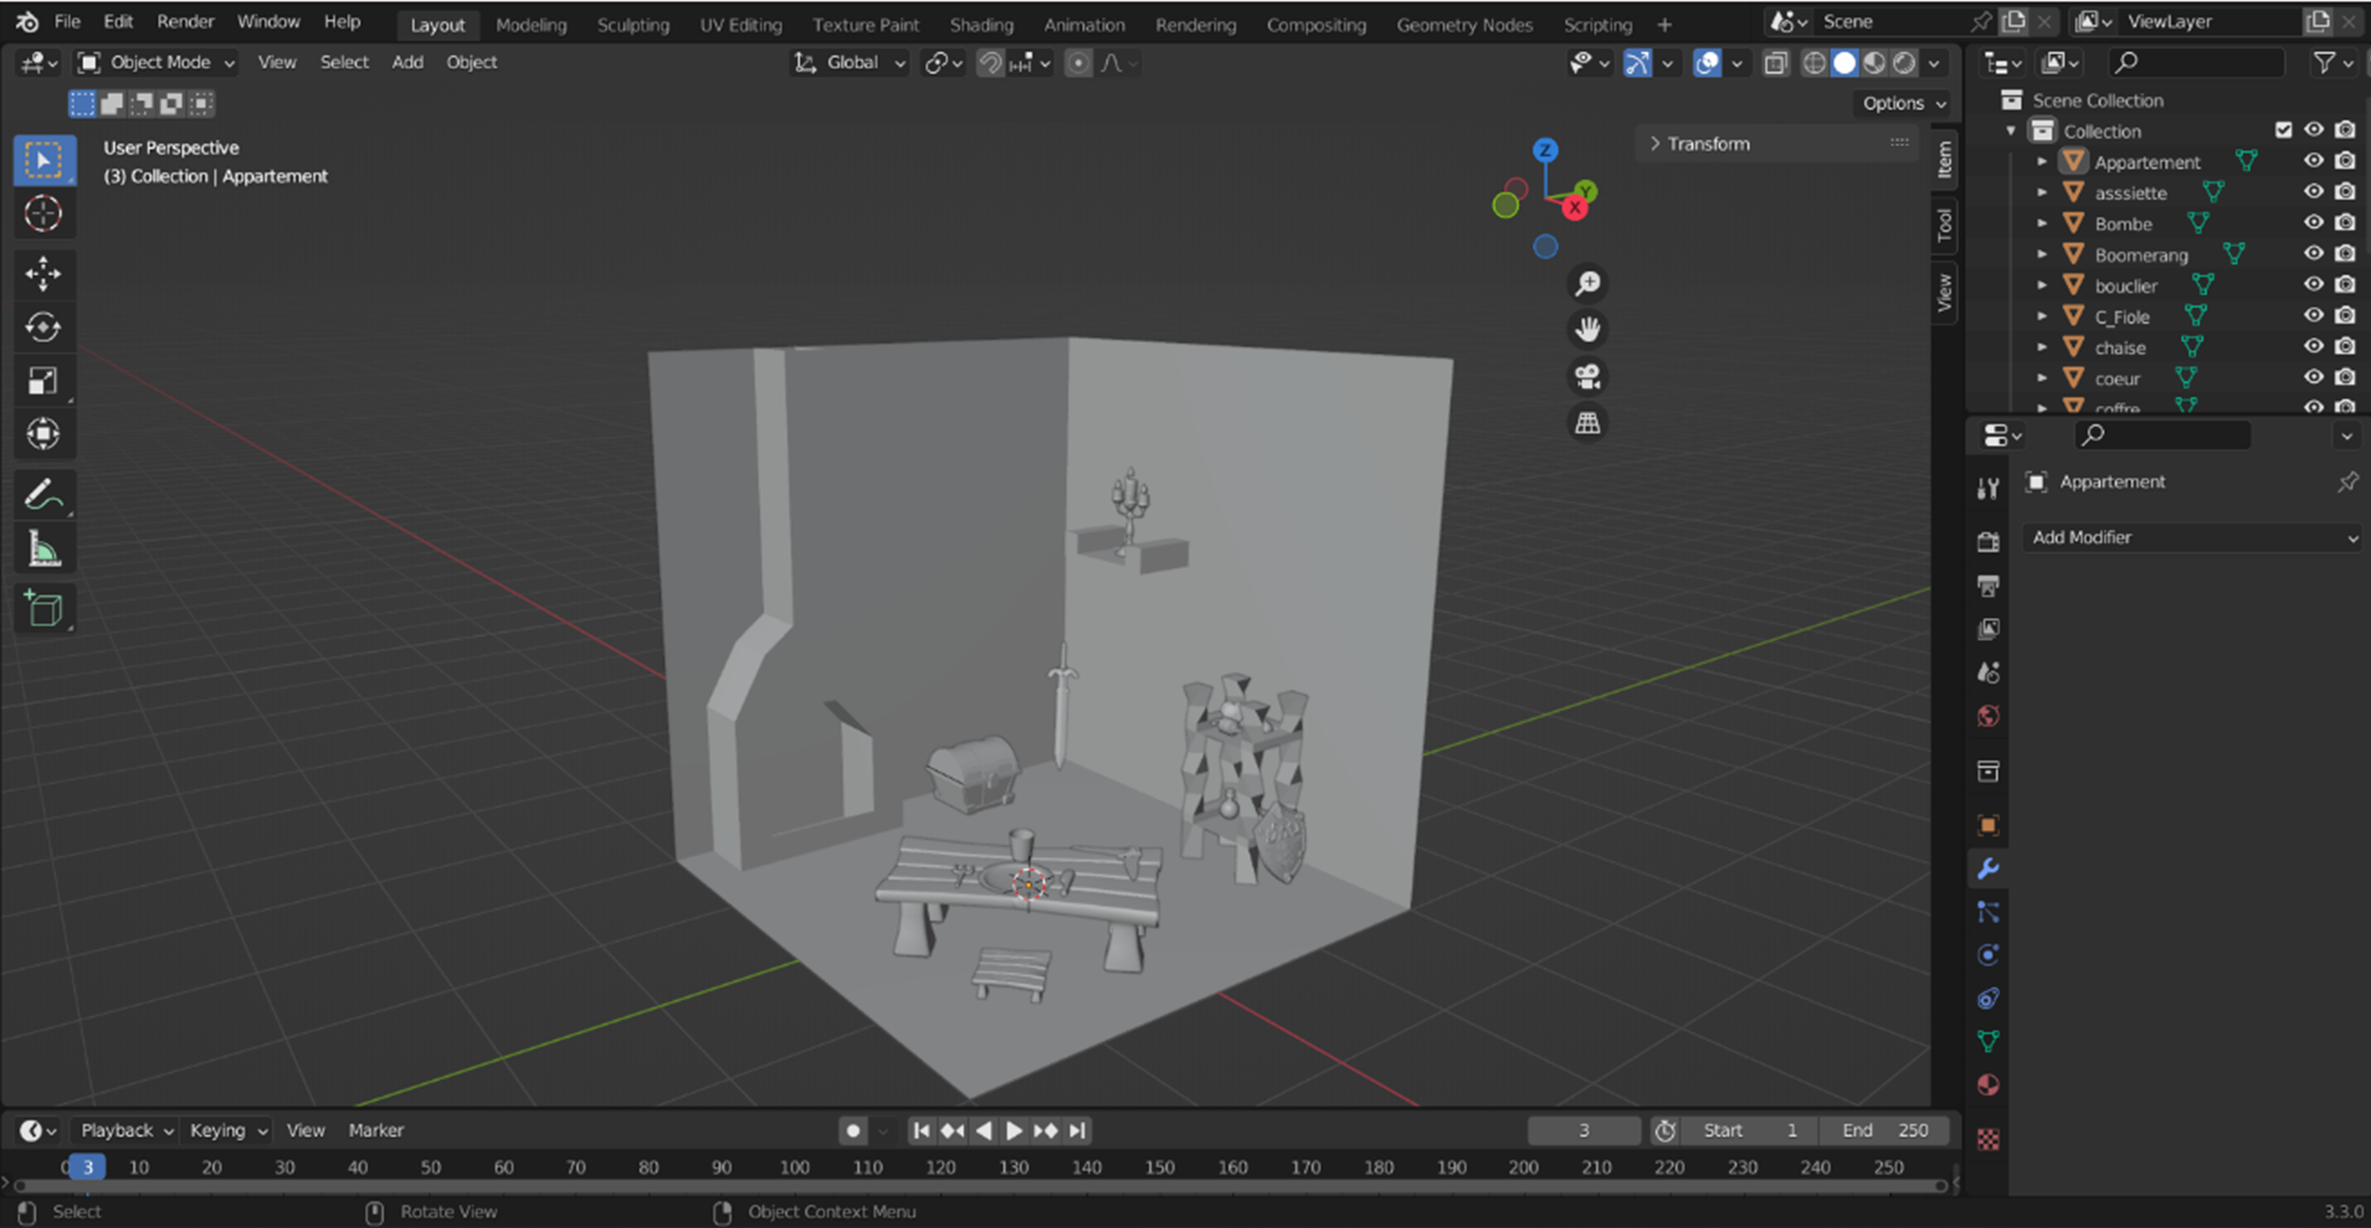 File Edit Render Window Help Layout Modeling Sculpting UV Editing Texture Paint Shading Animation Rendering Compositing Geometry Nodes Scripting + Scene ViewLayer
Object Mode View Select Add Object Global
Options
User Perspective
(3) Collection | Appartement
Transform
Z
Y
X
Item
Tool
View
Scene Collection
Collection
Appartement
asssiette
Bombe
Boomerang
bouclier
C_Fiole
chaise
coeur
coffre
Appartement
Add Modifier
Playback Keying View Marker 3 Start 1 End 250
0 3 10 20 30 40 50 60 70 80 90 100 110 120 130 140 150 160 170 180 190 200 210 220 230 240 250
Select Rotate View Object Context Menu 3.3.0